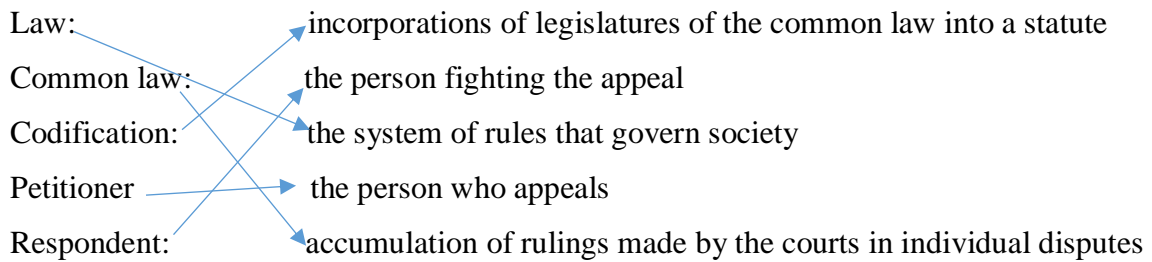 Law: incorporations of legislatures of the common law into a statute
Common law: the person fighting the appeal
Codification: the system of rules that govern society
Petitioner the person who appeals
Respondent: accumulation of rulings made by the courts in individual disputes